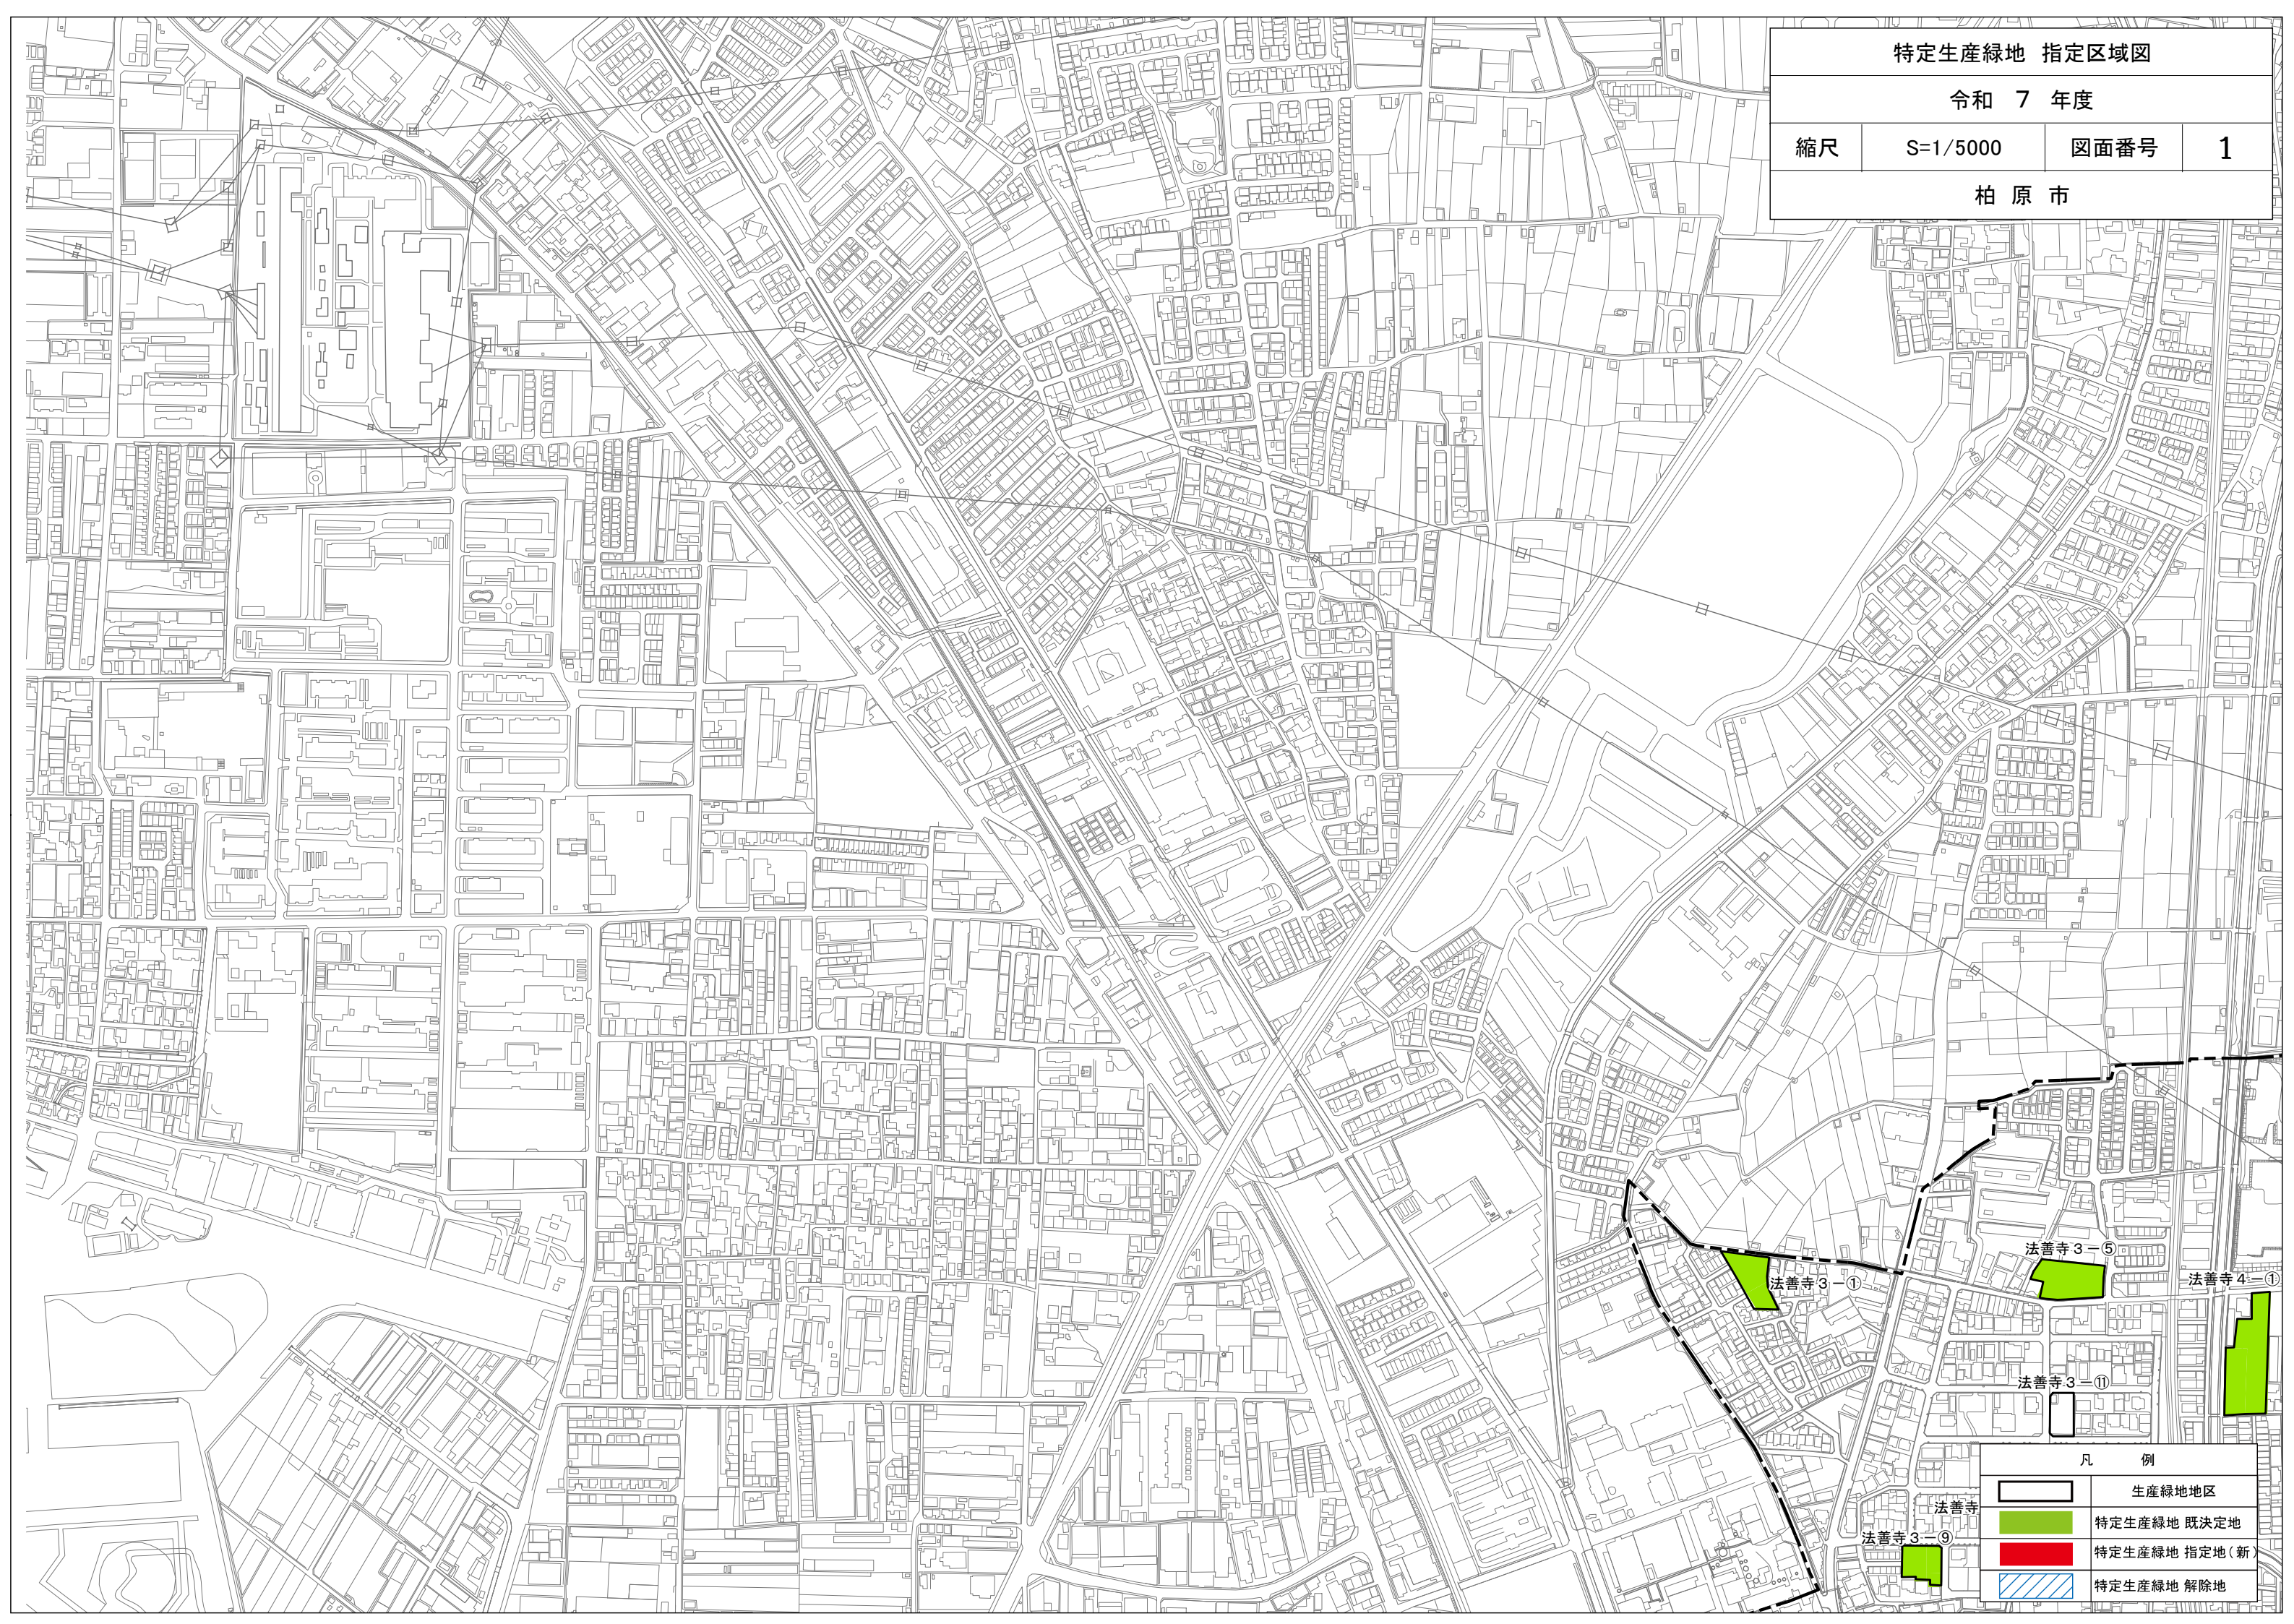 特定生産緑地 指定区域図
令和 7 年度
縮尺 S=1/5000 図面番号 1
柏原市
法善寺3-⑤
法善寺3-①
法善寺4-①
法善寺3-⑪
法善寺
法善寺3-⑨
凡 例
生産緑地地区
特定生産緑地 既決定地
特定生産緑地 指定地(新)
特定生産緑地 解除地